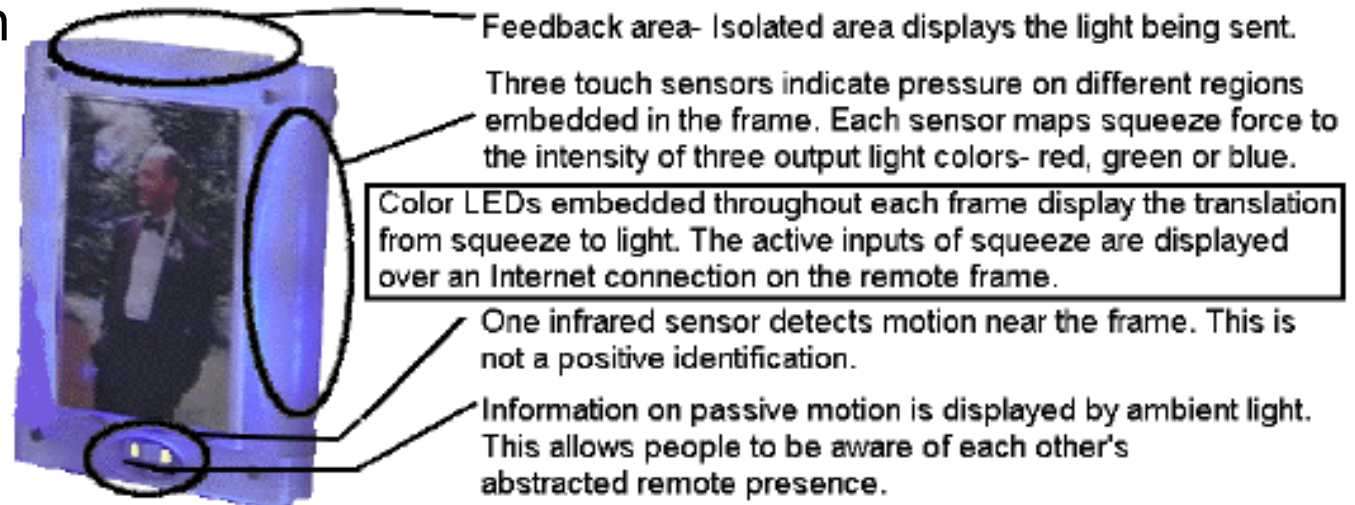 n
Feedback area- Isolated area displays the light being sent.
Three touch sensors indicate pressure on different regions
embedded in the frame. Each sensor maps squeeze force to
the intensity of three output light colors- red, green or blue.
Color LEDs embedded throughout each frame display the translation
from squeeze to light. The active inputs of squeeze are displayed
over an Internet connection on the remote frame.
One infrared sensor detects motion near the frame. This is
not a positive identification.
Information on passive motion is displayed by ambient light.
This allows people to be aware of each other's
abstracted remote presence.